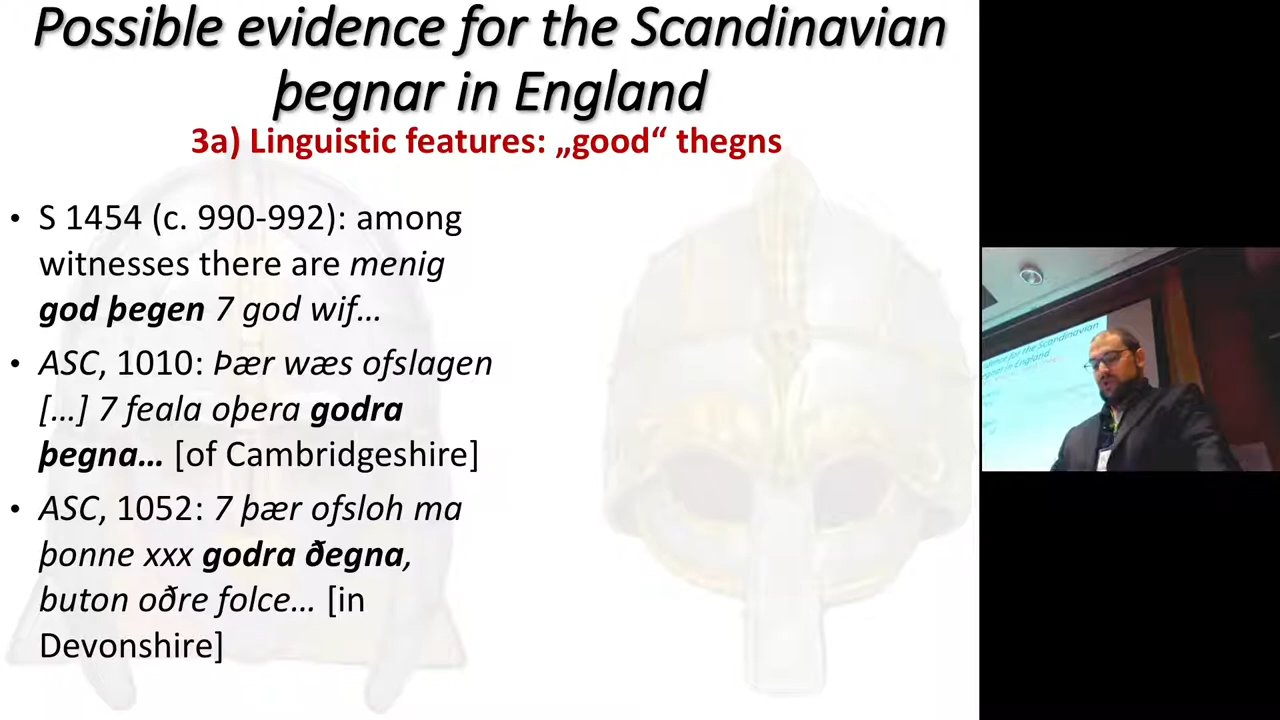 Possible evidence for the Scandinavian
þegnar in England
3a) Linguistic features: „good“ thegns
• S 1454 (c. 990-992): among
witnesses there are menig
god þegen 7 god wif...
• ASC, 1010: Þær wæs ofslagen
[...] 7 feala oþera godra
þegna... [of Cambridgeshire]
• ASC, 1052: 7 þær ofsloh ma
þonne xxx godra ðegna,
buton oðre folce... [in
Devonshire]